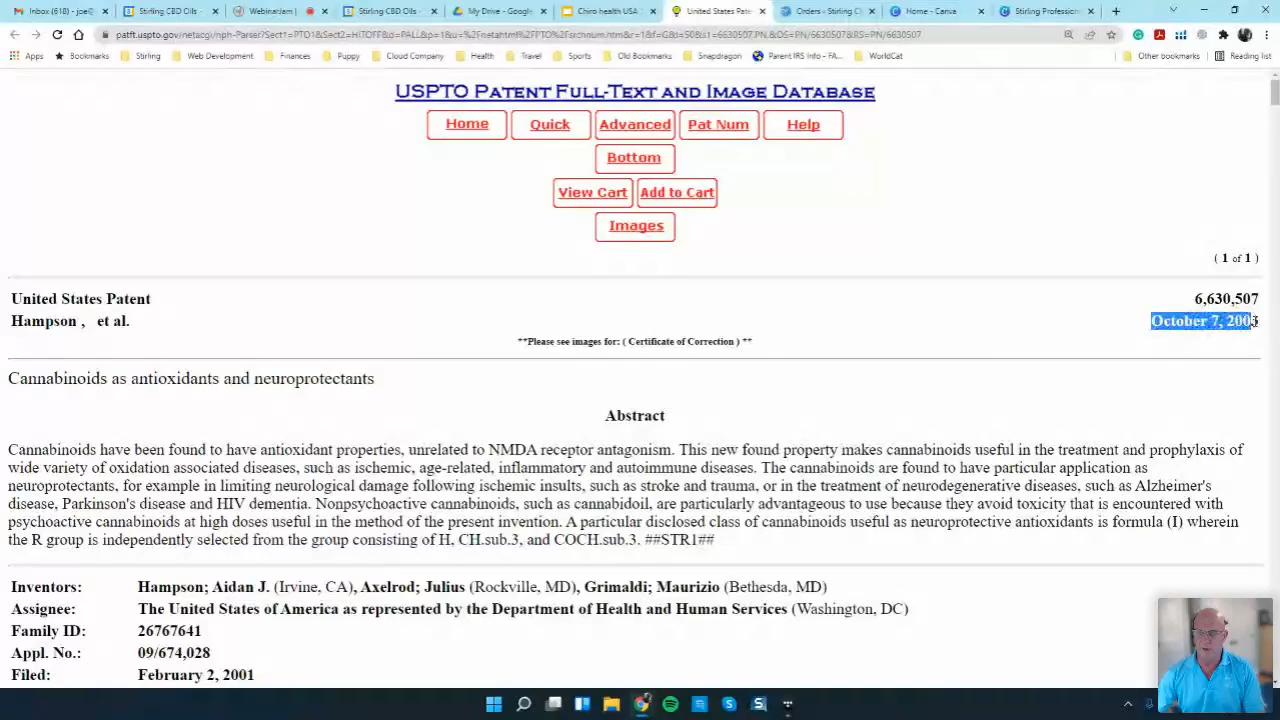 Inbox (618) - joe@
Stirling CBD Oils -
WebinarJam
Stirling CBD Oils -
My Drive - Google
Chiro health USA
United States Pate
Orders · Stirling C
Home - Canva
Stirling Profession
patft.uspto.gov/netacgi/nph-Parser?Sect1=PTO1&Sect2=HITOFF&d=PALL&p=1&u=%2Fnetahtml%2FPTO%2Fsrchnum.htm&r=1&f=G&l=50&s1=6630507.PN.&OS=PN/6630507&RS=PN/6630507
Apps Bookmarks Stirling Web Development Finances Puppy Cloud Company Health Travel Sports Old Bookmarks Snapdragon Parent IRS Info - FA... WorldCat Other bookmarks Reading list
USPTO Patent Full-Text and Image Database
Home Quick Advanced Pat Num Help
Bottom
View Cart Add to Cart
Images
( 1 of 1 )
United States Patent 6,630,507
Hampson , et al. October 7, 2003
**Please see images for: ( Certificate of Correction ) **
Cannabinoids as antioxidants and neuroprotectants
Abstract
Cannabinoids have been found to have antioxidant properties, unrelated to NMDA receptor antagonism. This new found property makes cannabinoids useful in the treatment and prophylaxis of
wide variety of oxidation associated diseases, such as ischemic, age-related, inflammatory and autoimmune diseases. The cannabinoids are found to have particular application as
neuroprotectants, for example in limiting neurological damage following ischemic insults, such as stroke and trauma, or in the treatment of neurodegenerative diseases, such as Alzheimer's
disease, Parkinson's disease and HIV dementia. Nonpsychoactive cannabinoids, such as cannabidoil, are particularly advantageous to use because they avoid toxicity that is encountered with
psychoactive cannabinoids at high doses useful in the method of the present invention. A particular disclosed class of cannabinoids useful as neuroprotective antioxidants is formula (I) wherein
the R group is independently selected from the group consisting of H, CH.sub.3, and COCH.sub.3. ##STR1##
Inventors: Hampson; Aidan J. (Irvine, CA), Axelrod; Julius (Rockville, MD), Grimaldi; Maurizio (Bethesda, MD)
Assignee: The United States of America as represented by the Department of Health and Human Services (Washington, DC)
Family ID: 26767641
Appl. No.: 09/674,028
Filed: February 2, 2001